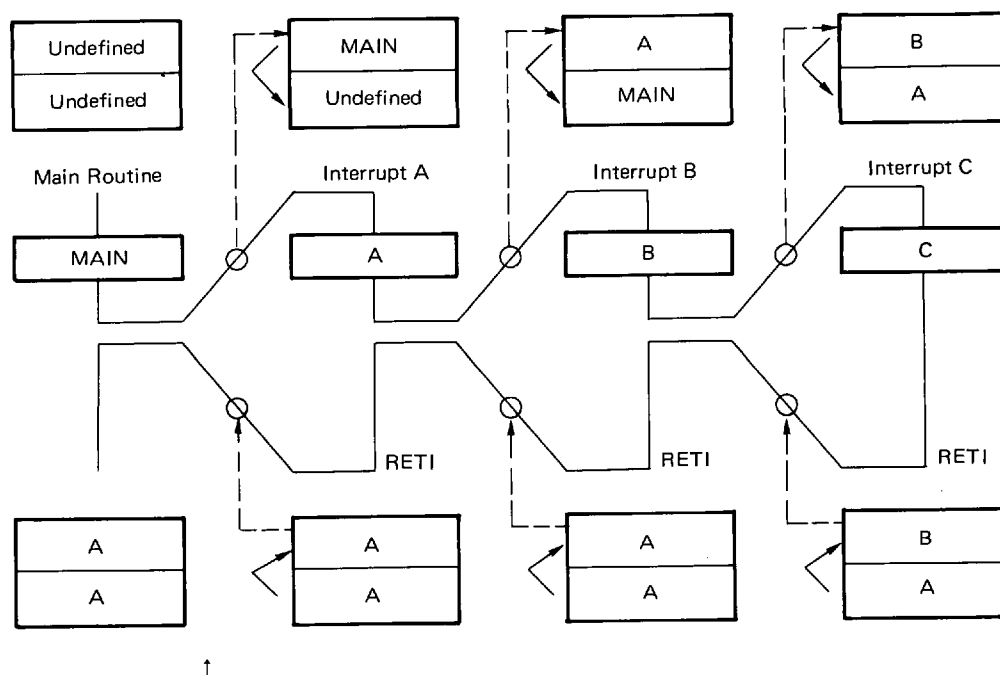 Undefined
Undefined
MAIN
Undefined
A
MAIN
B
A
Main Routine
Interrupt A
Interrupt B
Interrupt C
MAIN
A
B
C
RETI
RETI
RETI
A
A
A
A
A
A
B
A